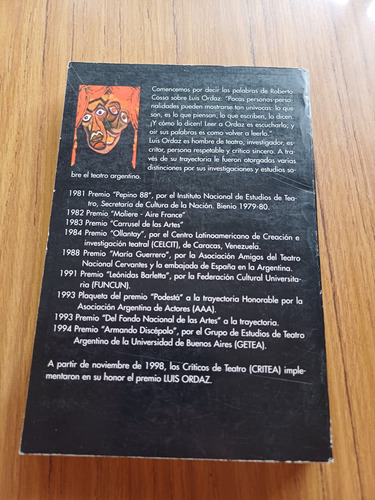 Comencemos por decir las palabras de Roberto
Cossa sobre Luis Ordaz: "Pocas personas-perso-
nalidades pueden mostrarse tan unívocas: lo que
son, es lo que piensan, lo que escriben, lo dicen.
¡Y cómo lo dicen! Leer a Ordaz es escucharlo; y
oír sus palabras es como volver a leerlo."
Luis Ordaz es hombre de teatro, investigador, es-
critor, persona respetable y crítico sincero. A tra-
vés de su trayectoria le fueron otorgados varias
distinciones por sus investigaciones y estudios so-
bre el teatro argentino.
1981 Premio "Pepino 88", por el Instituto Nacional de Estudios de Tea-
tro, Secretaría de Cultura de la Nación. Bienio 1979-80.
1982 Premio "Moliere - Aire France"
1983 Premio "Carrusel de las Artes"
1984 Premio "Ollantay", por el Centro Latinoamericano de Creación e
investigación teatral (CELCIT), de Caracas, Venezuela.
1988 Premio "María Guerrero", por la Asociación Amigos del Teatro
Nacional Cervantes y la embajada de España en la Argentina.
1991 Premio "Leónidas Barletta", por la Federación Cultural Universita-
ria (FUNCUN).
1993 Plaqueta del premio "Podestá" a la trayectoria Honorable por la
Asociación Argentina de Actores (AAA).
1993 Premio "Del Fondo Nacional de las Artes" a la trayectoria.
1994 Premio "Armando Discépolo", por el Grupo de Estudios de Teatro
Argentino de la Universidad de Buenos Aires (GETEA).
A partir de noviembre de 1998, los Críticos de Teatro (CRITEA) imple-
mentaron en su honor el premio LUIS ORDAZ.